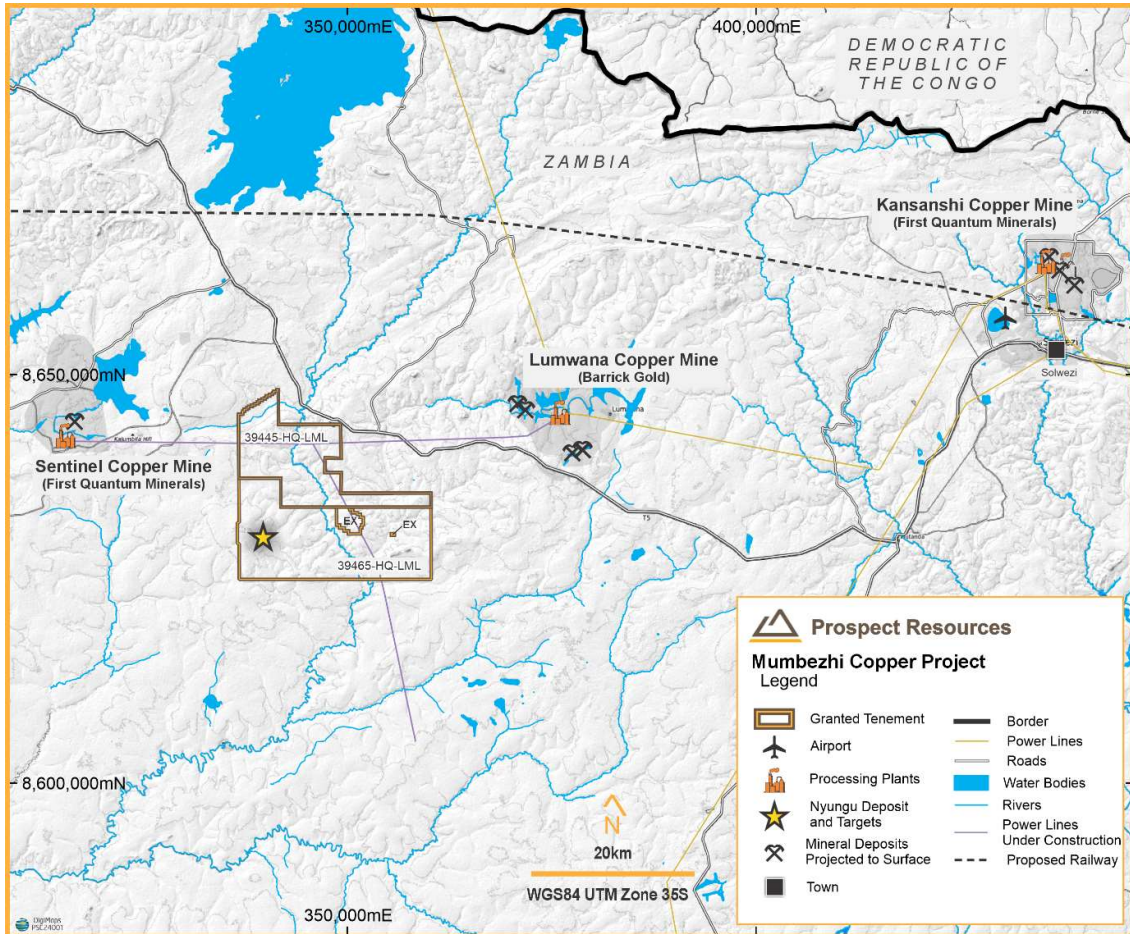 350,000mE
400,000mE
DEMOCRATIC
REPUBLIC OF
THE CONGO
ZAMBIA
Kansanshi Copper Mine
(First Quantum Minerals)
Lumwana Copper Mine
(Barrick Gold)
8,650,000mN
Solwezi
39445-HQ-LML
Sentinel Copper Mine
(First Quantum Minerals)
EX
EX
T5
39465-HQ-LML
8,600,000mN
N
20km
WGS84 UTM Zone 35S
350,000mE
DigiMaps
PSC24001
Prospect Resources
Mumbezhi Copper Project
Legend
Granted Tenement
Airport
Processing Plants
Nyungu Deposit
and Targets
Mineral Deposits
Projected to Surface
Town
Border
Power Lines
Roads
Water Bodies
Rivers
Power Lines
Under Construction
Proposed Railway